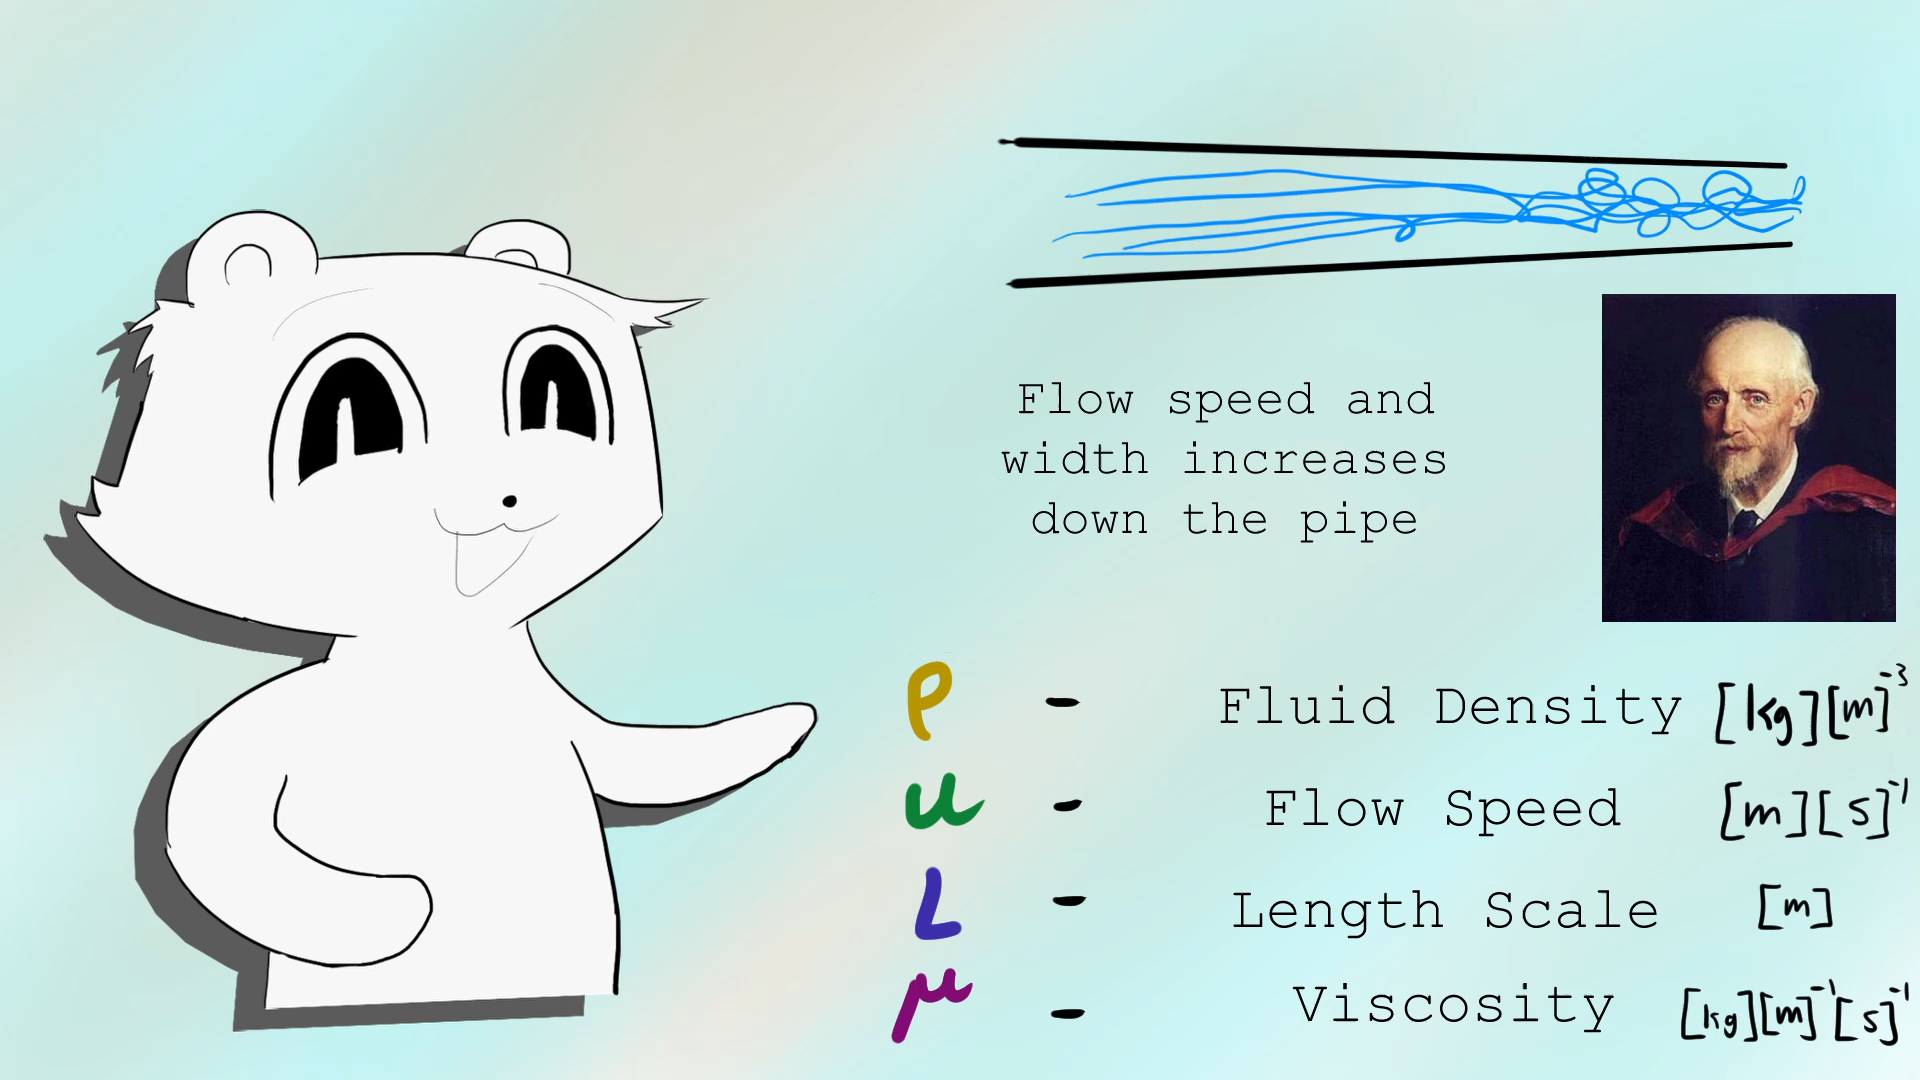 Flow speed and
width increases
down the pipe
ρ - Fluid Density [kg][m]⁻³
u - Flow Speed [m][s]⁻¹
L - Length Scale [m]
μ - Viscosity [kg][m]⁻¹[s]⁻¹